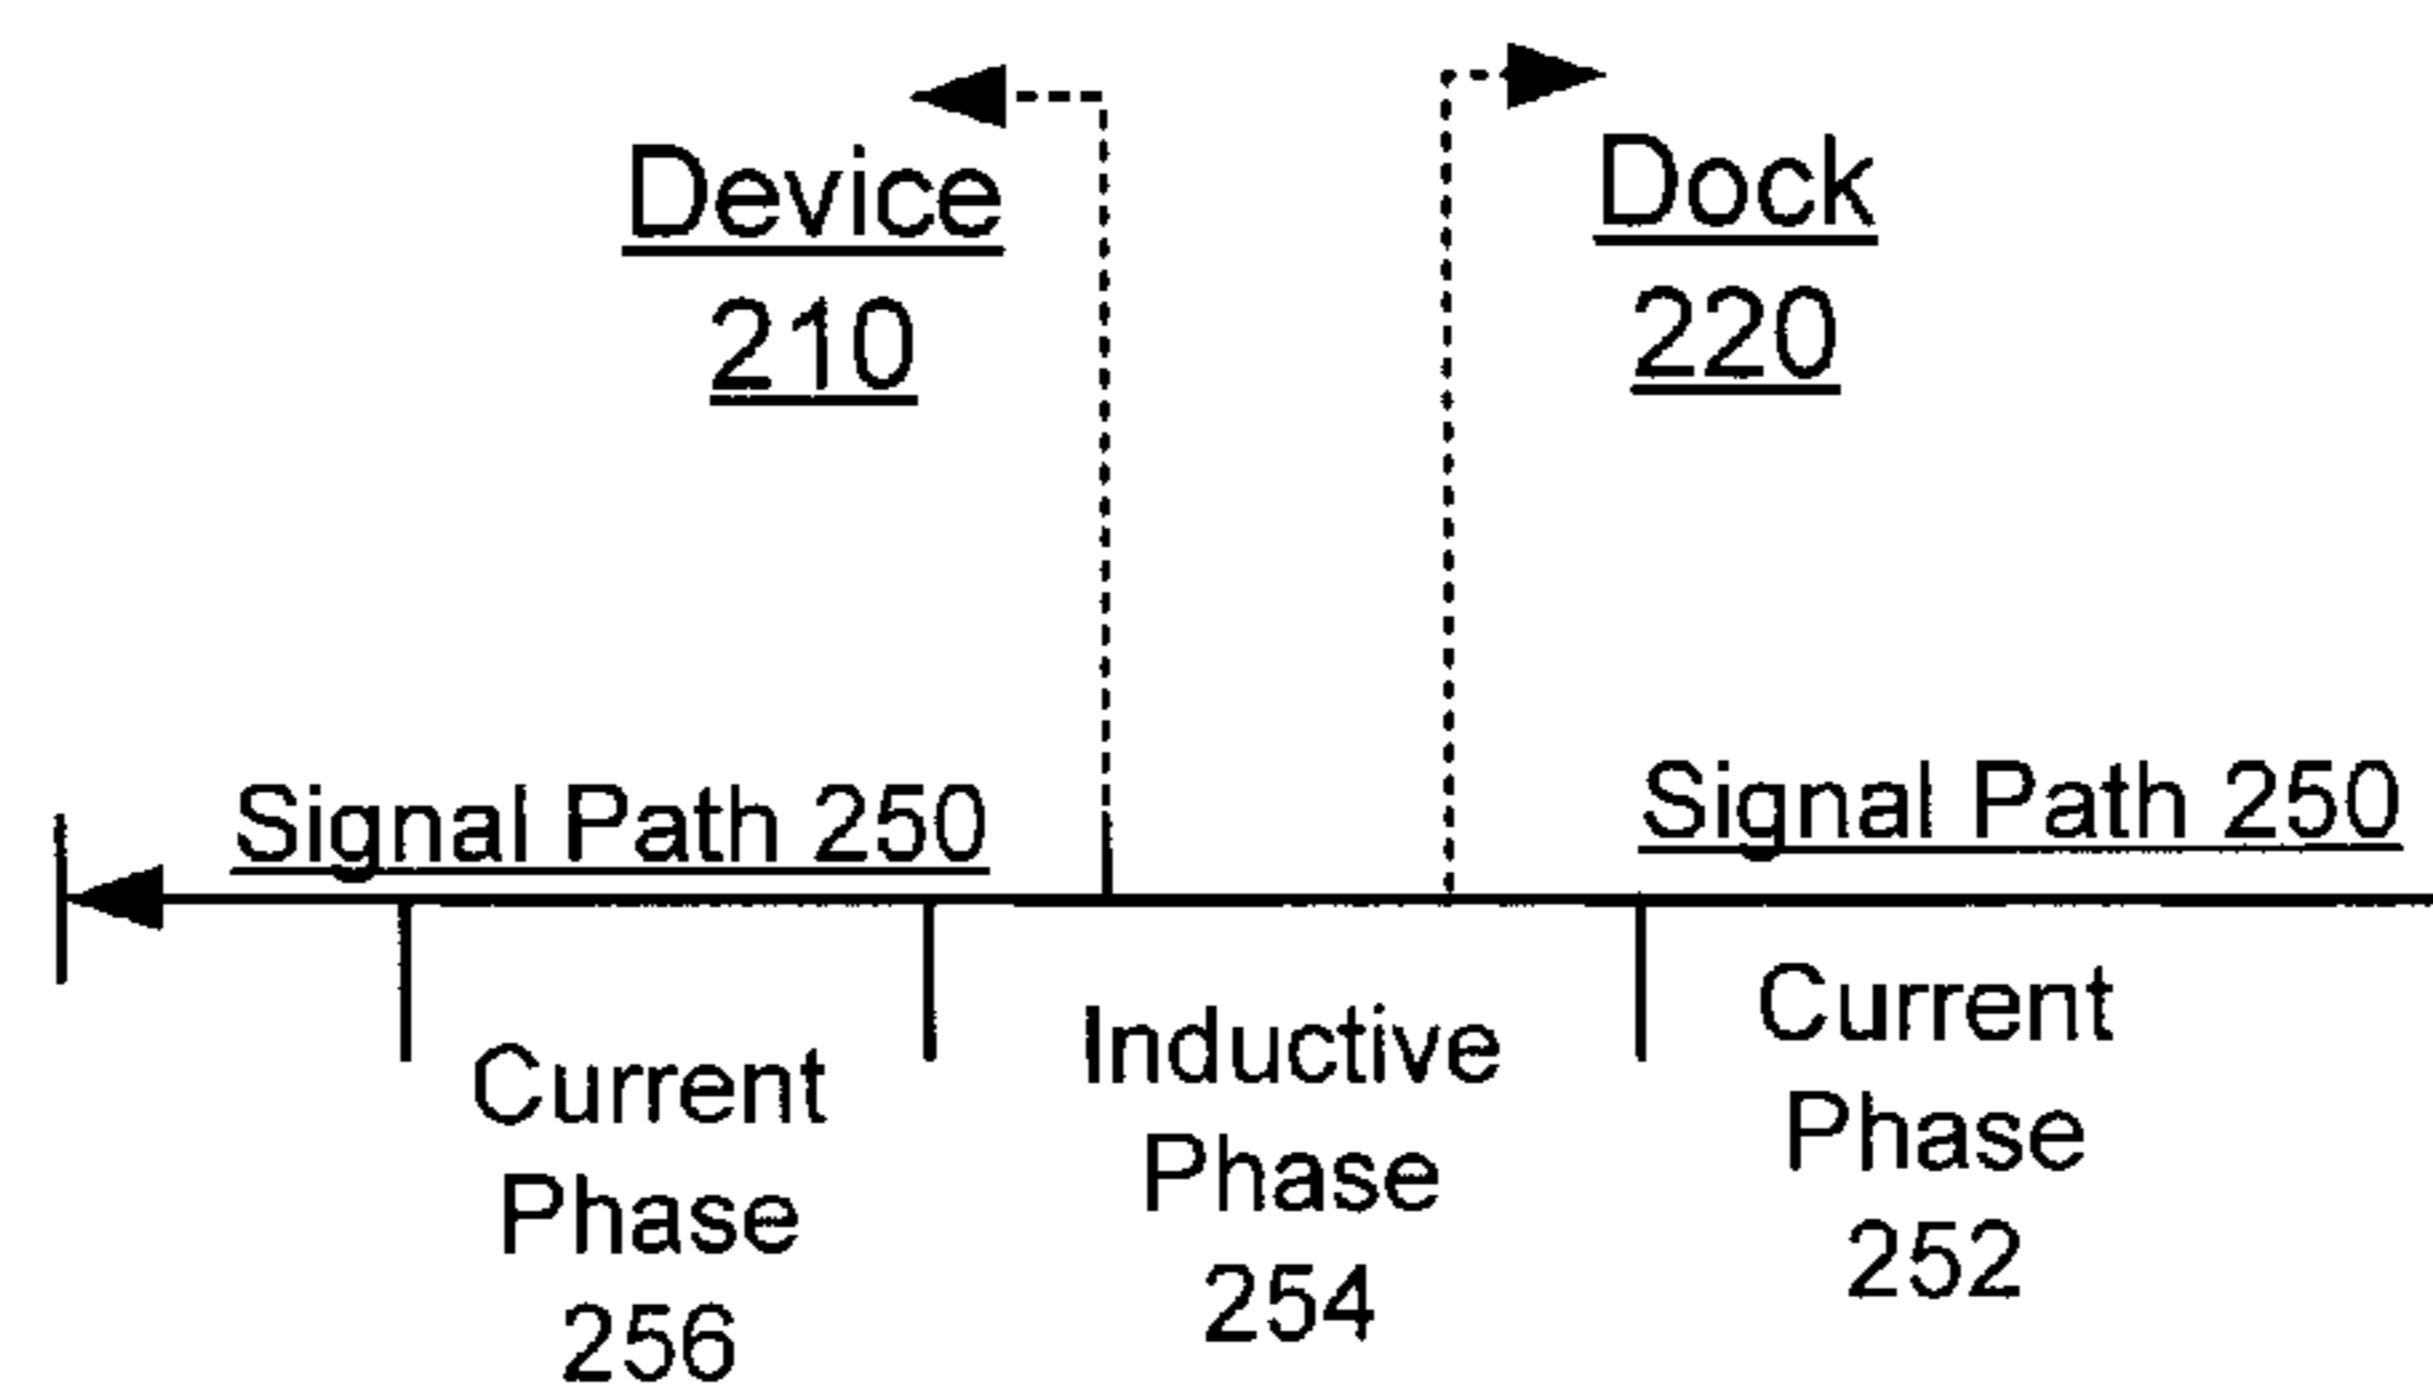 Device
210
Dock
220
Signal Path 250
Signal Path 250
Current
Phase
256
Inductive
Phase
254
Current
Phase
252